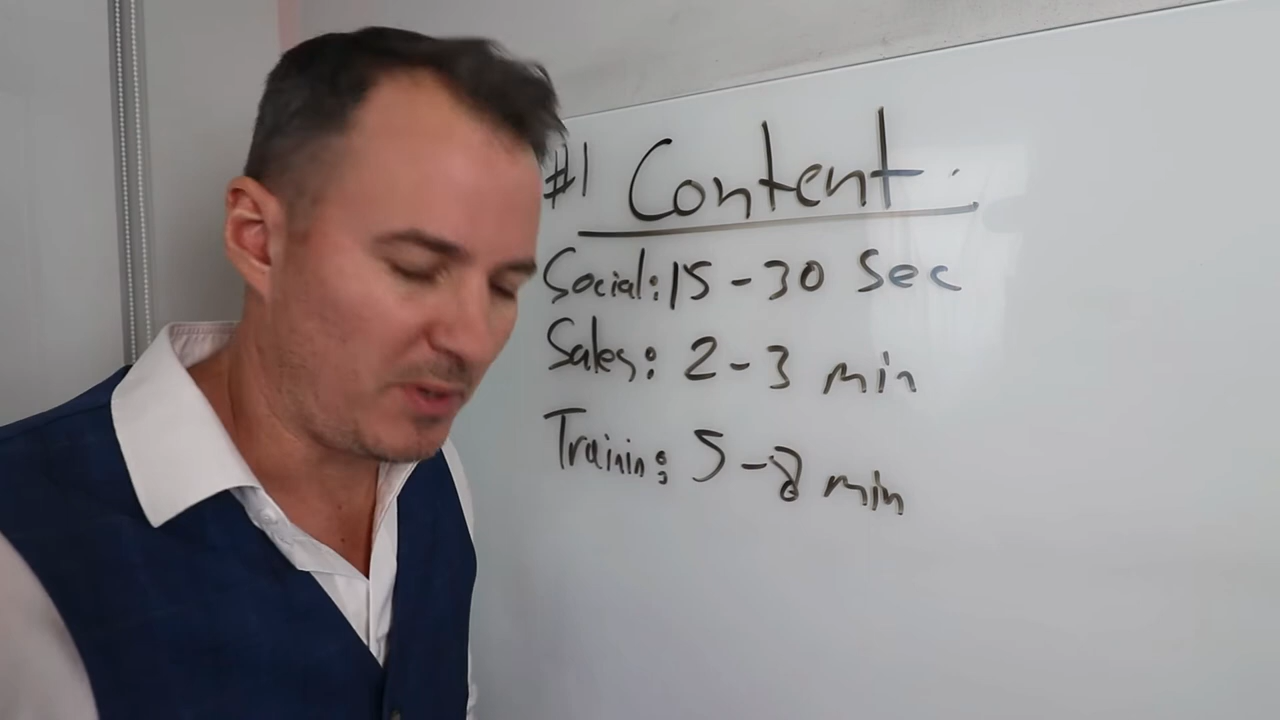 #1 Content:
Social: 15 - 30 Sec
Sales: 2 - 3 min
Trainin: 5 - 8 min